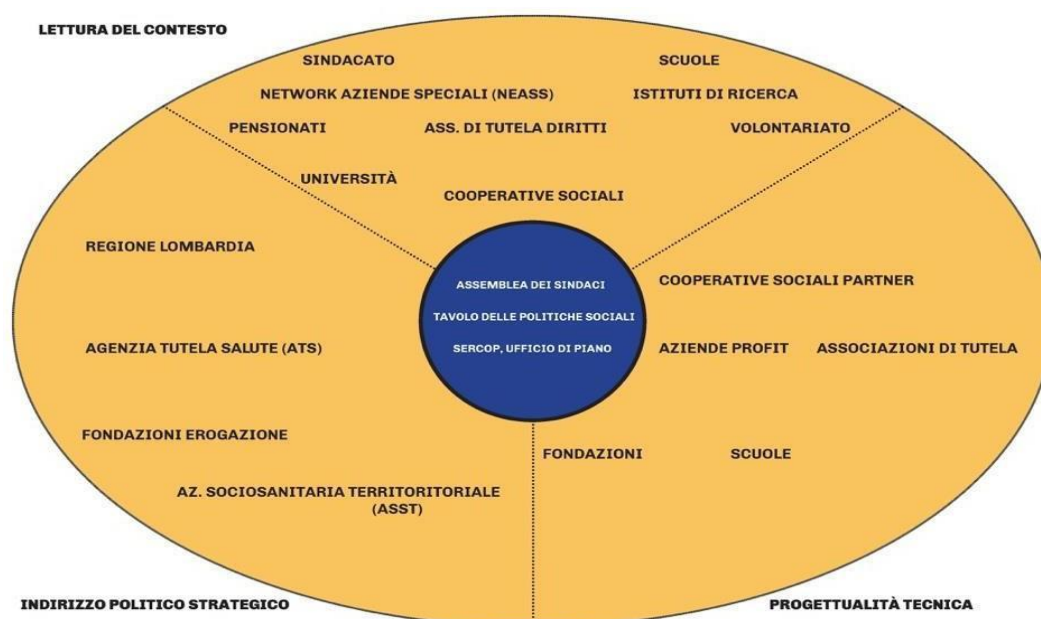 LETTURA DEL CONTESTO
SINDACATO
SCUOLE
NETWORK AZIENDE SPECIALI (NEASS)
ISTITUTI DI RICERCA
PENSIONATI
ASS. DI TUTELA DIRITTI
VOLONTARIATO
UNIVERSITÀ
COOPERATIVE SOCIALI
REGIONE LOMBARDIA
ASSEMBLEA DEI SINDACI
TAVOLO DELLE POLITICHE SOCIALI
SERCOP, UFFICIO DI PIANO
COOPERATIVE SOCIALI PARTNER
AGENZIA TUTELA SALUTE (ATS)
AZIENDE PROFIT
ASSOCIAZIONI DI TUTELA
FONDAZIONI EROGAZIONE
FONDAZIONI
SCUOLE
AZ. SOCIOSANITARIA TERRITORITORIALE
(ASST)
INDIRIZZO POLITICO STRATEGICO
PROGETTUALITÀ TECNICA